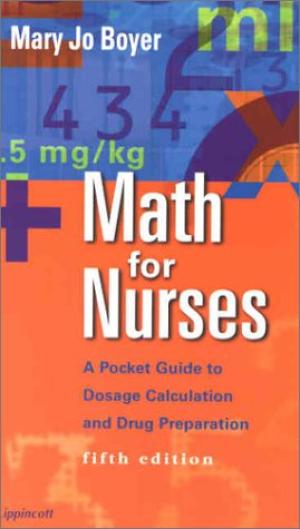 Mary Jo Boyer
mi
434
.5 mg/kg
+
Math
for
Nurses
A Pocket Guide to
Dosage Calculation
and Drug Preparation
fifth edition
ippincott